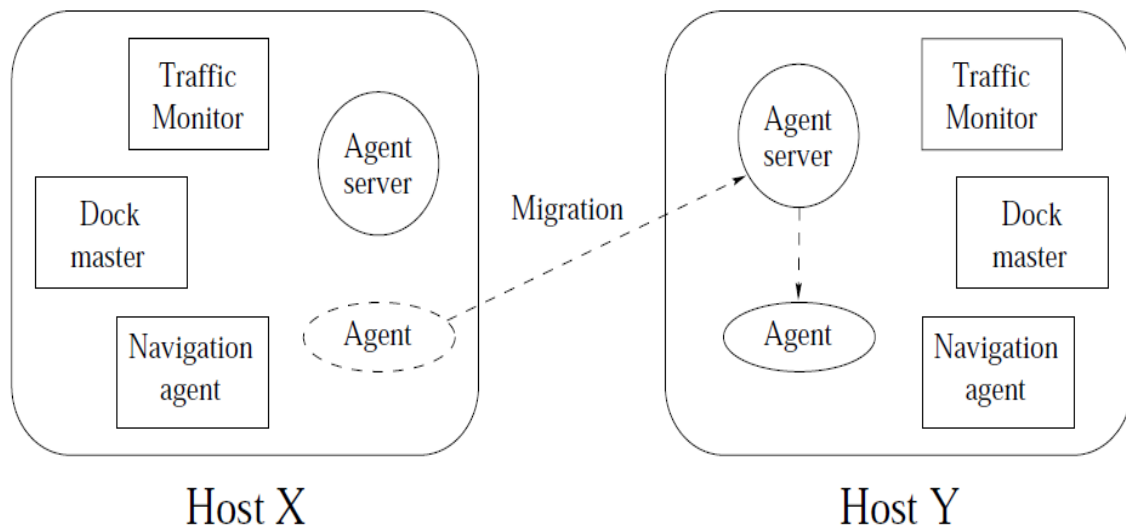 Traffic
Monitor
Agent
server
Dock
master
Navigation
agent
Agent
Host X
Migration
Agent
server
Traffic
Monitor
Dock
master
Agent
Navigation
agent
Host Y